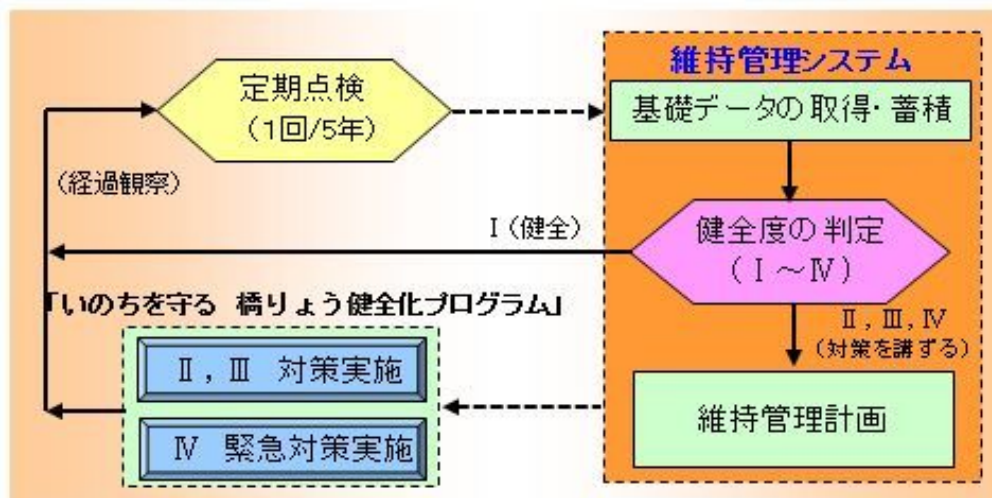 定期点検
(1回/5年)
維持管理システム
基礎データの取得・蓄積
(経過観察)
Ⅰ(健全)
健全度の判定
(Ⅰ～Ⅳ)
Ⅱ,Ⅲ,Ⅳ
(対策を講ずる)
「いのちを守る 橋りょう健全化プログラム」
Ⅱ,Ⅲ 対策実施
Ⅳ 緊急対策実施
維持管理計画